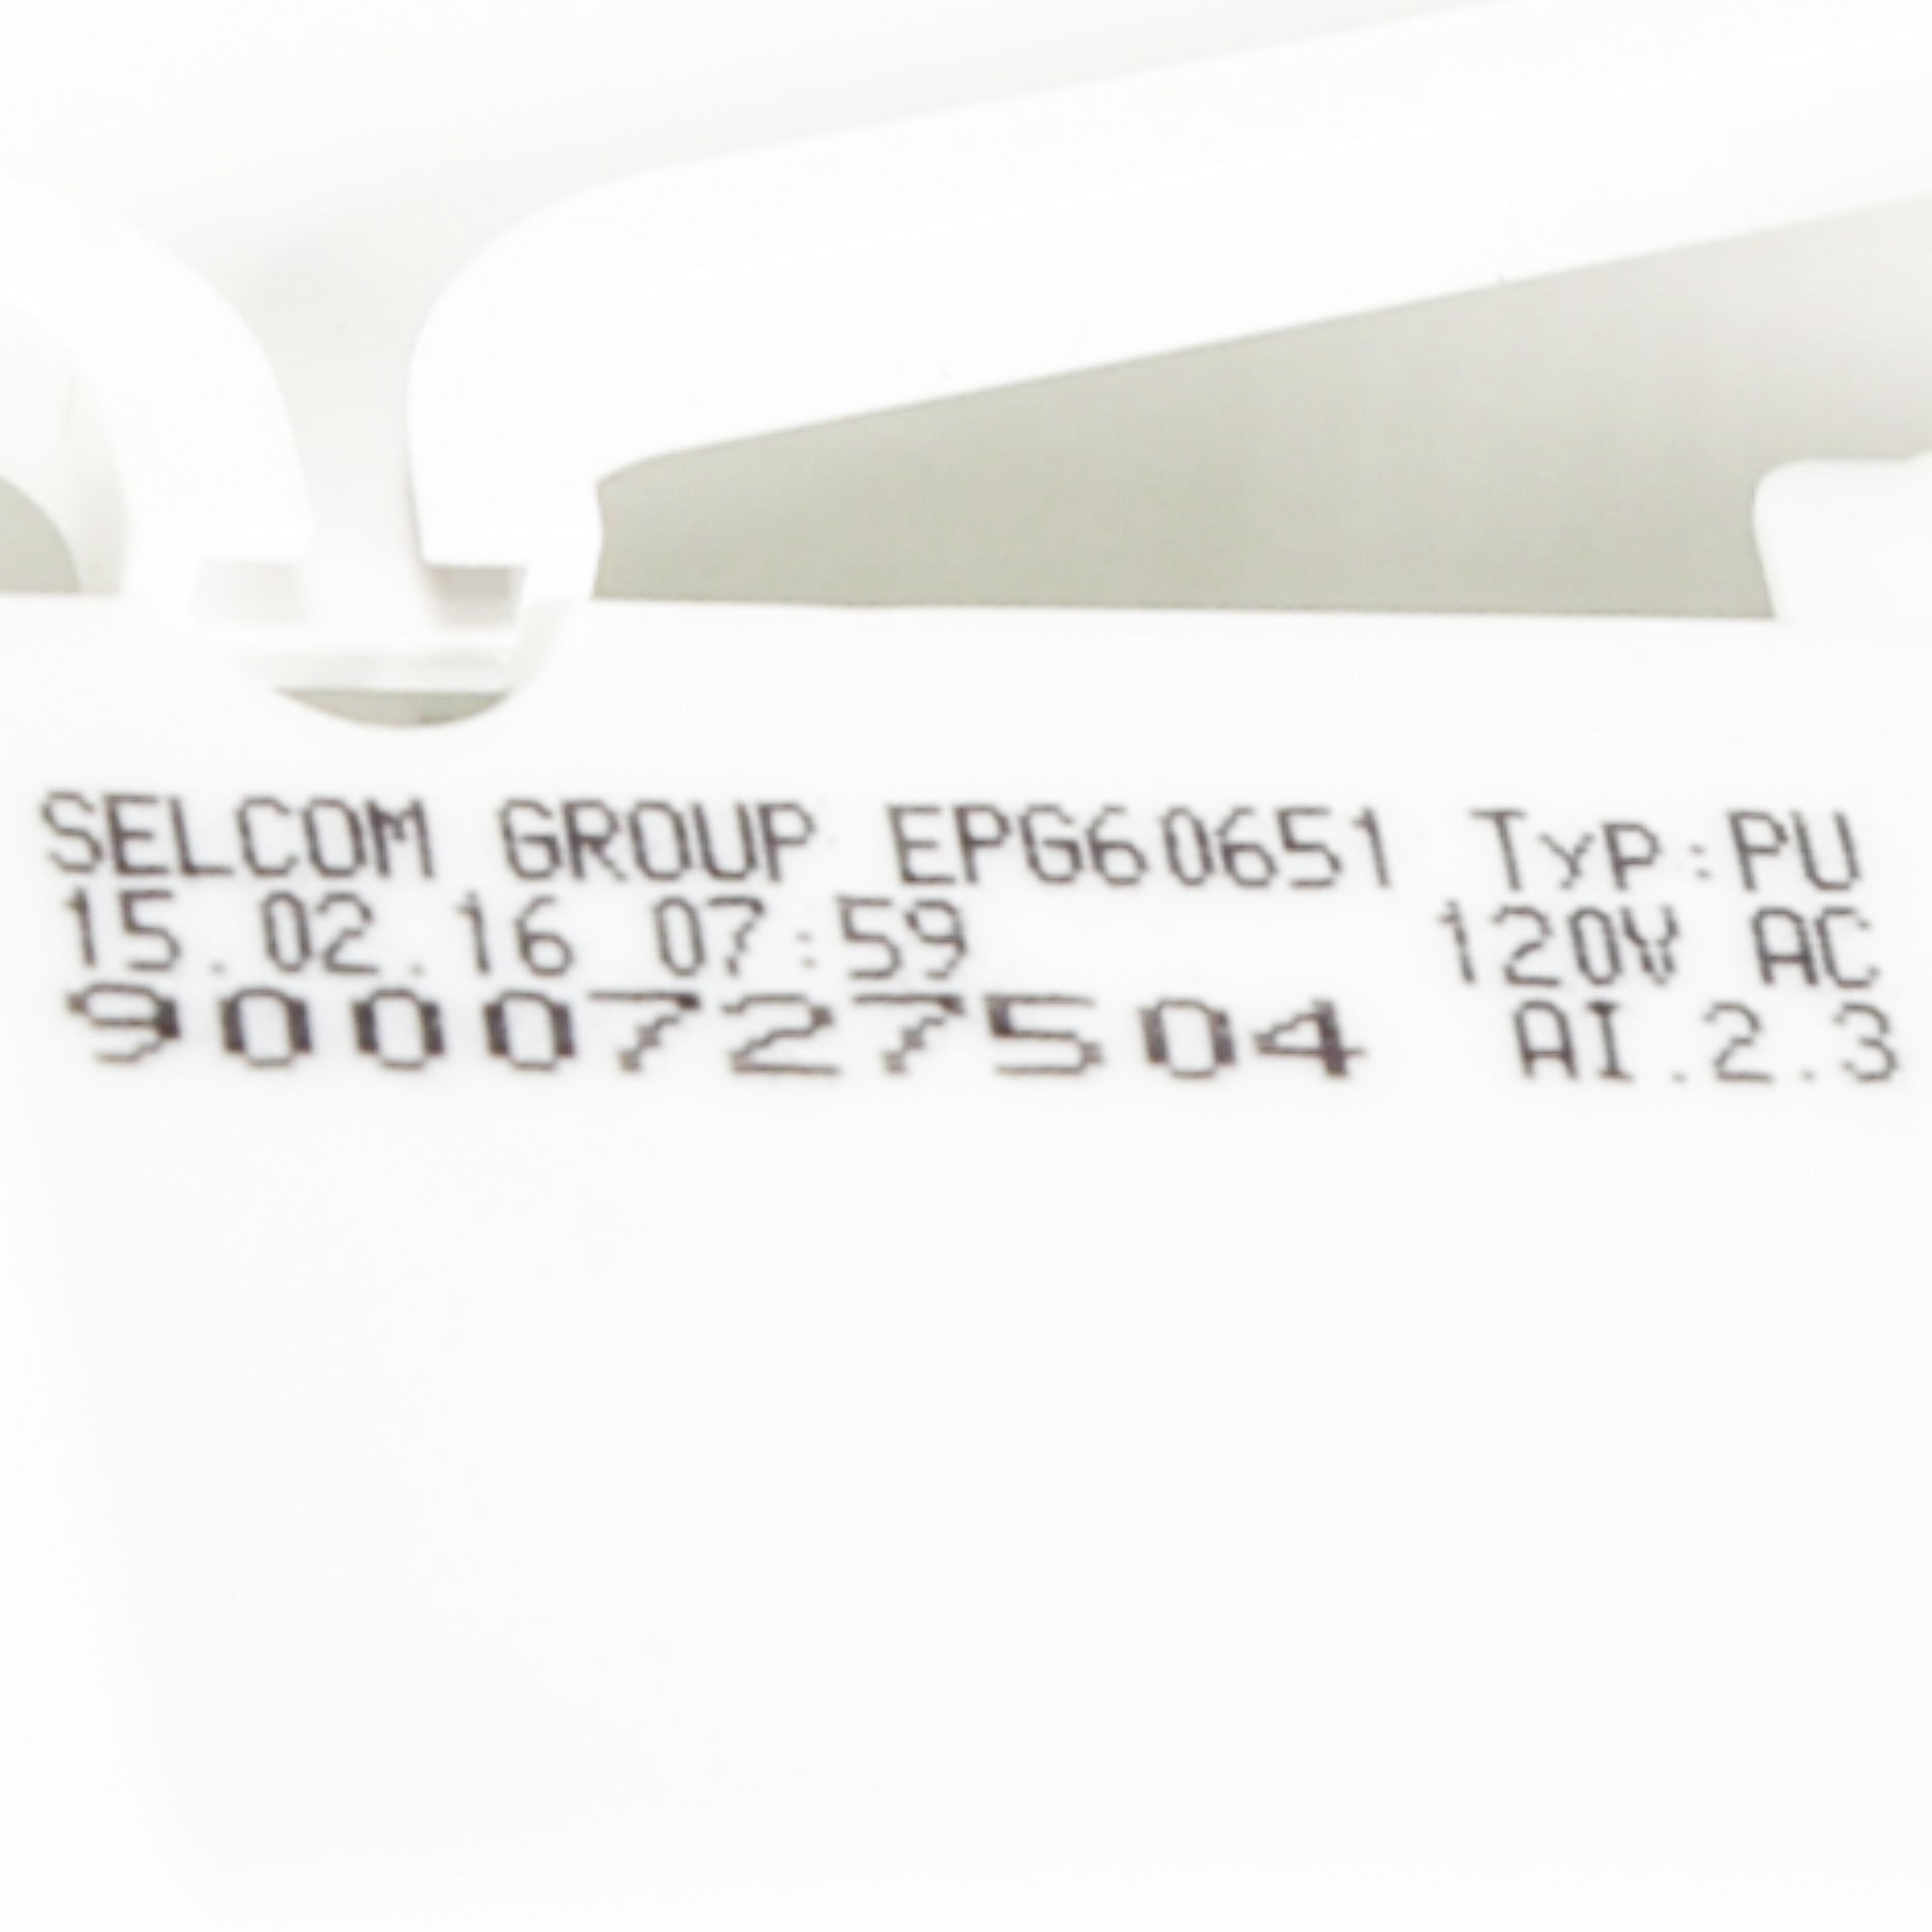 SELCOM GROUP EPG60651 Typ:PU
15.02.16 07:59 120V AC
9000727504 AI.2.3